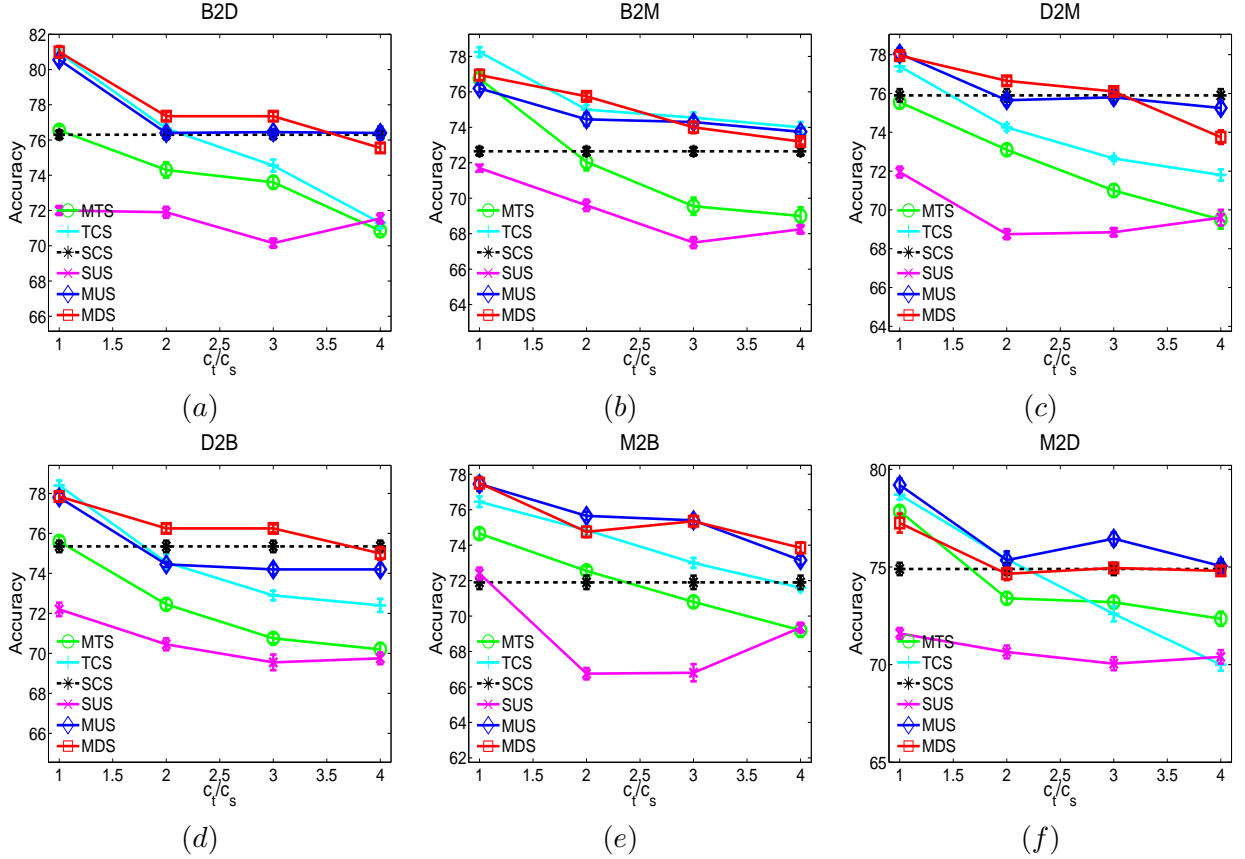 B2D
Accuracy
82
80
78
76
74
72
70
68
66
MTS
TCS
SCS
SUS
MUS
MDS
1 1.5 2 2.5 3 3.5 4
c_t/c_s
(a)
B2M
Accuracy
78
76
74
72
70
68
66
64
MTS
TCS
SCS
SUS
MUS
MDS
1 1.5 2 2.5 3 3.5 4
c_t/c_s
(b)
D2M
Accuracy
78
76
74
72
70
68
66
64
MTS
TCS
SCS
SUS
MUS
MDS
1 1.5 2 2.5 3 3.5 4
c_t/c_s
(c)
D2B
Accuracy
78
76
74
72
70
68
66
MTS
TCS
SCS
SUS
MUS
MDS
1 1.5 2 2.5 3 3.5 4
c_t/c_s
(d)
M2B
Accuracy
78
76
74
72
70
68
66
64
62
MTS
TCS
SCS
SUS
MUS
MDS
1 1.5 2 2.5 3 3.5 4
c_t/c_s
(e)
M2D
Accuracy
80
75
70
65
MTS
TCS
SCS
SUS
MUS
MDS
1 1.5 2 2.5 3 3.5 4
c_t/c_s
(f)